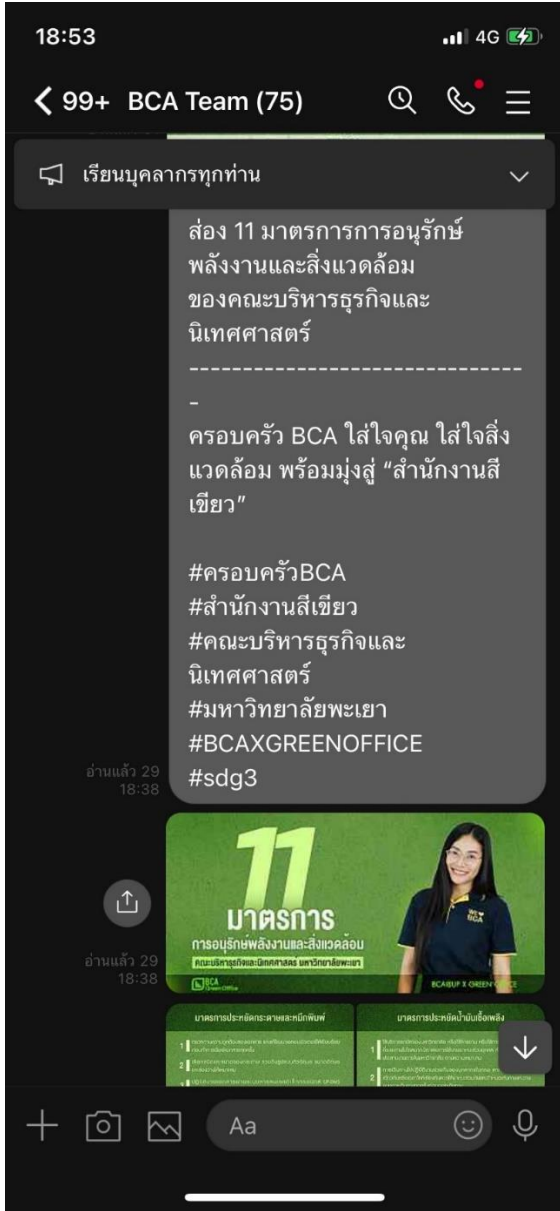 18:53
4G
99+ BCA Team (75)
เรียนบุคลากรทุกท่าน
ส่อง 11 มาตรการการอนุรักษ์
พลังงานและสิ่งแวดล้อม
ของคณะบริหารธุรกิจและ
นิเทศศาสตร์
-------------------------------
-
ครอบครัว BCA ใส่ใจคุณ ใส่ใจสิ่ง
แวดล้อม พร้อมมุ่งสู่ “สำนักงานสี
เขียว”
#ครอบครัวBCA
#สำนักงานสีเขียว
#คณะบริหารธุรกิจและ
นิเทศศาสตร์
#มหาวิทยาลัยพะเยา
#BCAXGREENOFFICE
#sdg3
อ่านแล้ว 29
18:38
11
มาตรการ
การอนุรักษ์พลังงานและสิ่งแวดล้อม
คณะบริหารธุรกิจและนิเทศศาสตร์ มหาวิทยาลัยพะเยา
BCA
Green Office
WE
BCA
BCA@UP X GREEN OFFICE
อ่านแล้ว 29
18:38
มาตรการประหยัดกระดาษและหมึกพิมพ์
มาตรการประหยัดน้ำมันเชื้อเพลิง
1
2
3
1
2
Aa